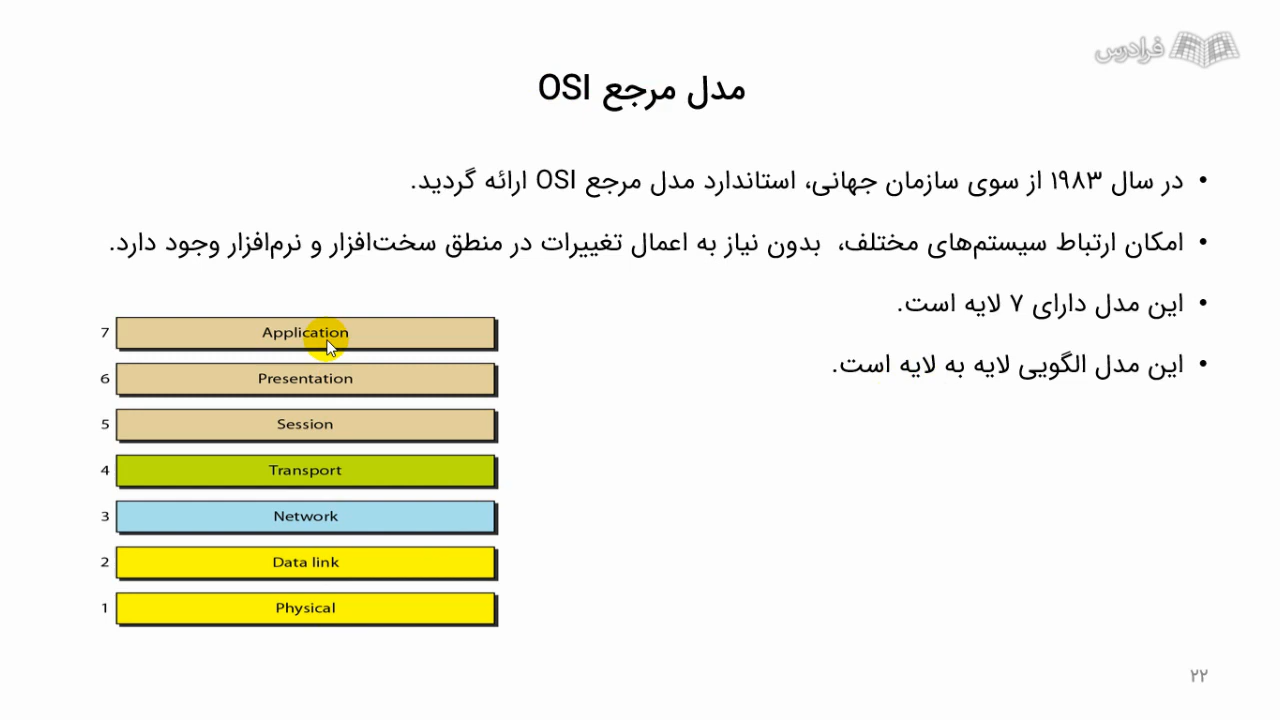 فرادرس
مدل مرجع OSI
• در سال ۱۹۸۳ از سوی سازمان جهانی، استاندارد مدل مرجع OSI ارائه گردید.
• امکان ارتباط سیستم‌های مختلف، بدون نیاز به اعمال تغییرات در منطق سخت‌افزار و نرم‌افزار وجود دارد.
• این مدل دارای ۷ لایه است.
• این مدل الگویی لایه به لایه است.
7 Application
6 Presentation
5 Session
4 Transport
3 Network
2 Data link
1 Physical
۲۲